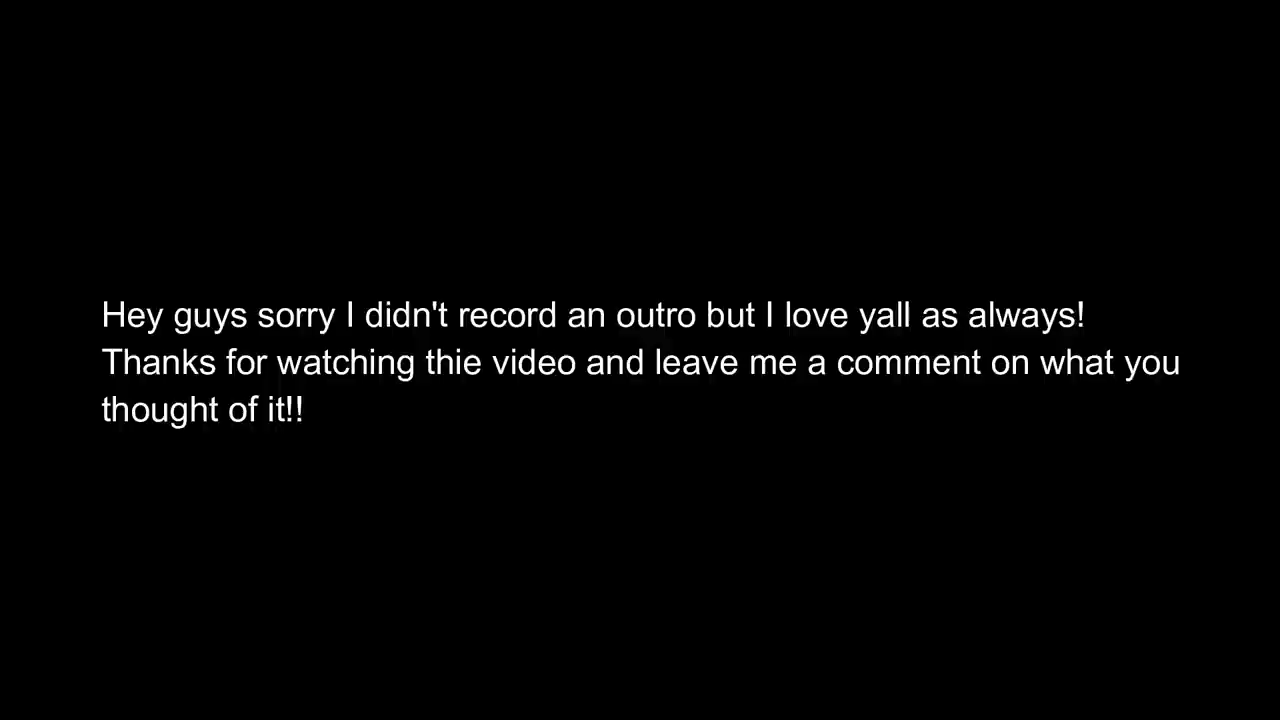 Hey guys sorry I didn't record an outro but I love yall as always!
Thanks for watching thie video and leave me a comment on what you
thought of it!!